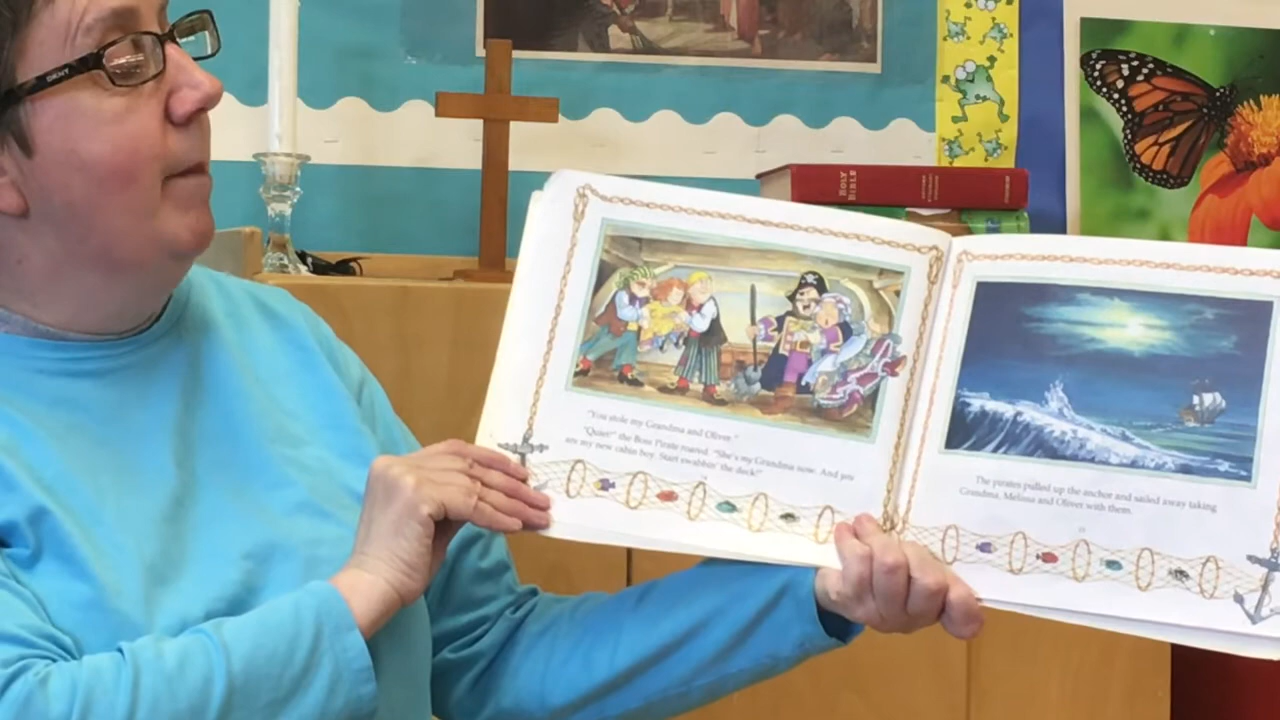 DKNY
HOLY BIBLE
"You stole my Grandma and Oliver."
"Quiet!" the Boss Pirate roared. "She's my Grandma now. And you
are my new cabin boy. Start swabbin' the deck!"
The pirates pulled up the anchor and sailed away taking
Grandma, Melissa and Oliver with them.